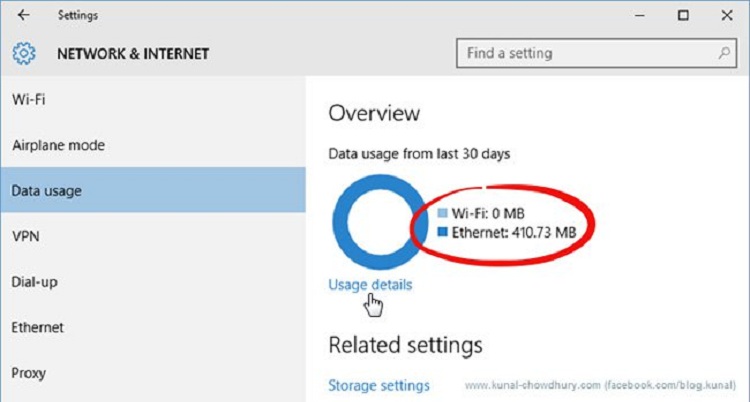 Settings
NETWORK & INTERNET
Find a setting
Wi-Fi
Airplane mode
Data usage
VPN
Dial-up
Ethernet
Proxy
Overview
Data usage from last 30 days
Wi-Fi: 0 MB
Ethernet: 410.73 MB
Usage details
Related settings
Storage settings
www.kunal-chowdhury.com (facebook.com/blog.kunal)